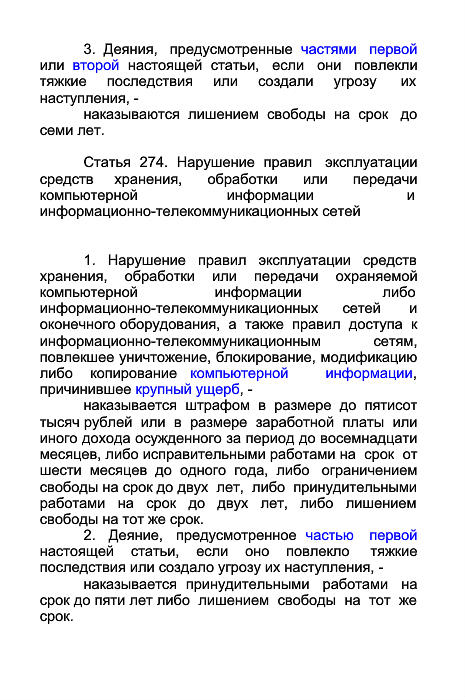 3. Деяния, предусмотренные частями первой
или второй настоящей статьи, если они повлекли
тяжкие последствия или создали угрозу их
наступления, -
наказываются лишением свободы на срок до
семи лет.
Статья 274. Нарушение правил эксплуатации
средств хранения, обработки или передачи
компьютерной информации и
информационно-телекоммуникационных сетей
1. Нарушение правил эксплуатации средств
хранения, обработки или передачи охраняемой
компьютерной информации либо
информационно-телекоммуникационных сетей и
оконечного оборудования, а также правил доступа к
информационно-телекоммуникационным сетям,
повлекшее уничтожение, блокирование, модификацию
либо копирование компьютерной информации,
причинившее крупный ущерб, -
наказывается штрафом в размере до пятисот
тысяч рублей или в размере заработной платы или
иного дохода осужденного за период до восемнадцати
месяцев, либо исправительными работами на срок от
шести месяцев до одного года, либо ограничением
свободы на срок до двух лет, либо принудительными
работами на срок до двух лет, либо лишением
свободы на тот же срок.
2. Деяние, предусмотренное частью первой
настоящей статьи, если оно повлекло тяжкие
последствия или создало угрозу их наступления, -
наказывается принудительными работами на
срок до пяти лет либо лишением свободы на тот же
срок.